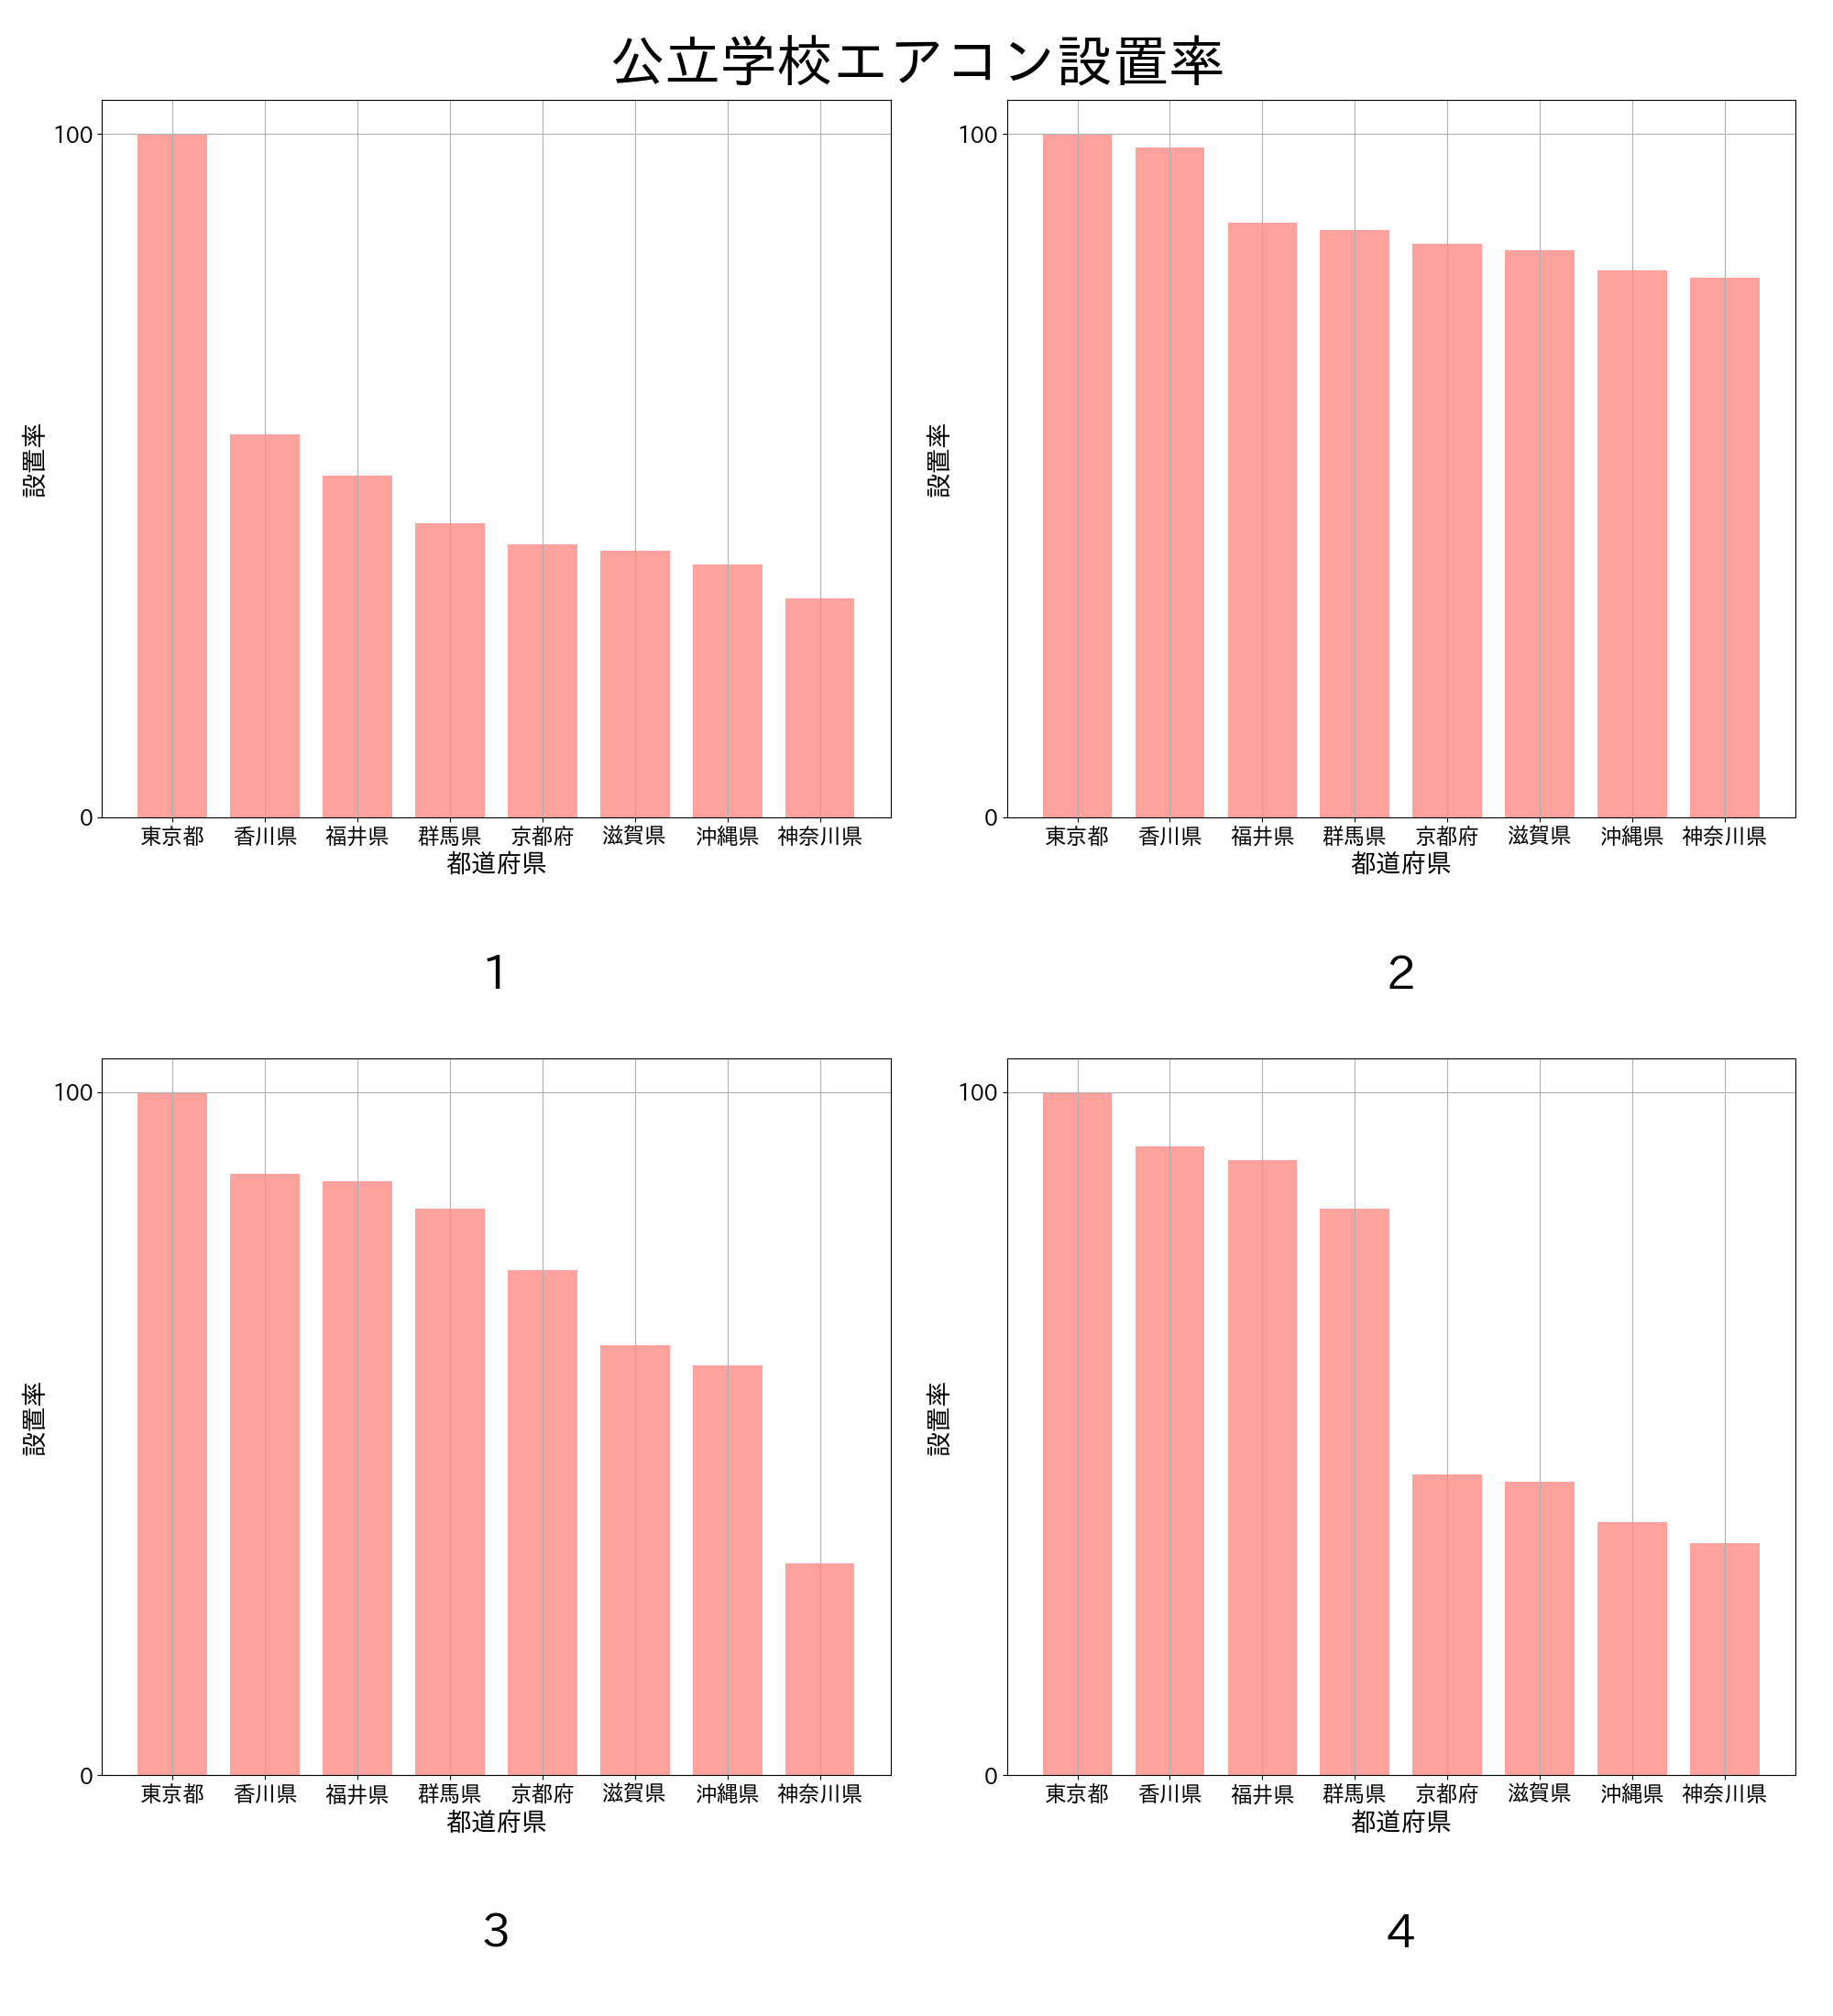 公立学校エアコン設置率
100
0
設置率
東京都 香川県 福井県 群馬県 京都府 滋賀県 沖縄県 神奈川県
都道府県
1
100
0
設置率
東京都 香川県 福井県 群馬県 京都府 滋賀県 沖縄県 神奈川県
都道府県
2
100
0
設置率
東京都 香川県 福井県 群馬県 京都府 滋賀県 沖縄県 神奈川県
都道府県
3
100
0
設置率
東京都 香川県 福井県 群馬県 京都府 滋賀県 沖縄県 神奈川県
都道府県
4